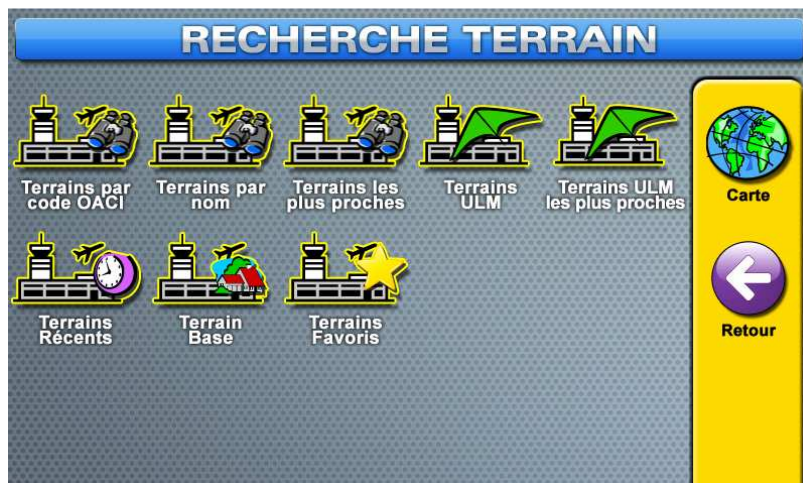 RECHERCHE TERRAIN
Terrains par
code OACI
Terrains par
nom
Terrains les
plus proches
Terrains
ULM
Terrains ULM
les plus proches
Carte
Terrains
Récents
Terrain
Base
Terrains
Favoris
Retour